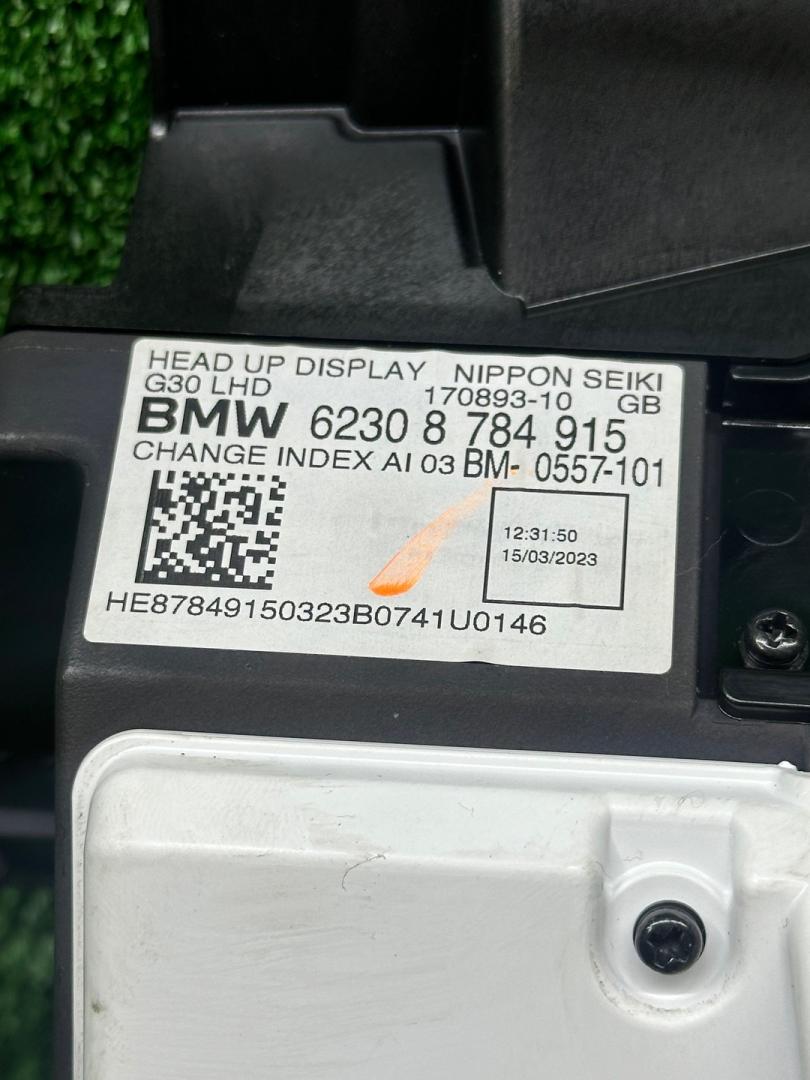 HEAD UP DISPLAY NIPPON SEIKI
G30 LHD 170893-10 GB
BMW 6230 8 784 915
CHANGE INDEX AI 03 BM- 0557-101
12:31:50
15/03/2023
HE87849150323B0741U0146